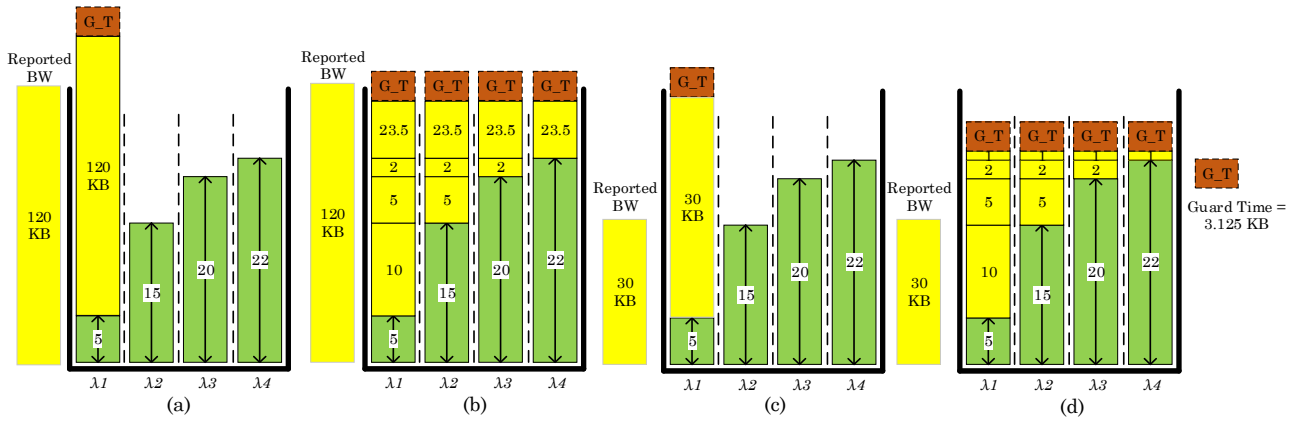 G_T
Reported
BW
120
KB
120
KB
5
15
20
22
λ1 λ2 λ3 λ4
(a)
Reported
BW
120
KB
G_T G_T G_T G_T
23.5 23.5 23.5 23.5
2 2 2
5 5
10
5
15
20
22
λ1 λ2 λ3 λ4
(b)
Reported
BW
30
KB
G_T
30
KB
5
15
20
22
λ1 λ2 λ3 λ4
(c)
Reported
BW
30
KB
G_T G_T G_T G_T
1 1 1 1
2 2 2
5 5
10
5
15
20
22
λ1 λ2 λ3 λ4
(d)
G_T
Guard Time =
3.125 KB